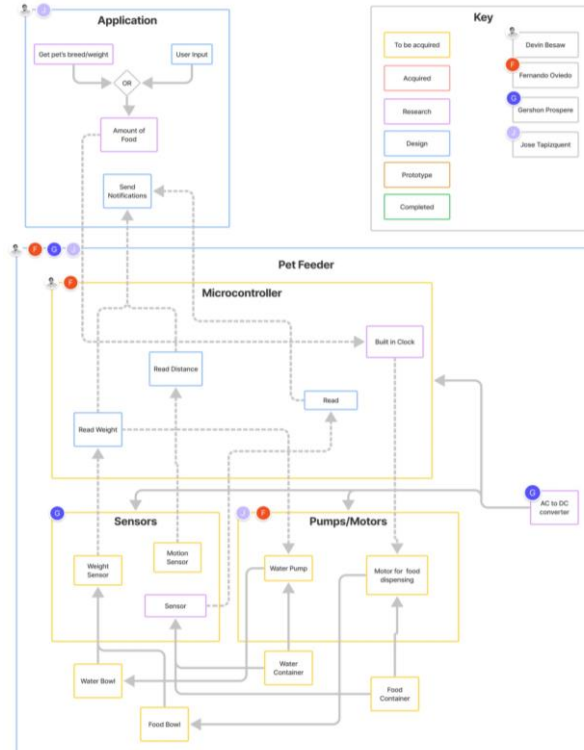 J
Application
Get pet's breed/weight
User Input
OR
Amount of
Food
Send
Notifications
Key
To be acquired
Acquired
Research
Design
Prototype
Completed
Devin Besaw
F
Fernando Oviedo
G
Gershon Prospere
J
Jose Tapizquent
F
G
J
Pet Feeder
F
Microcontroller
Built in Clock
Read Distance
Read
Read Weight
G
Sensors
Weight
Sensor
Motion
Sensor
Sensor
J
F
Pumps/Motors
Water Pump
Motor for food
dispensing
G
AC to DC
converter
Water Bowl
Water
Container
Food Bowl
Food
Container